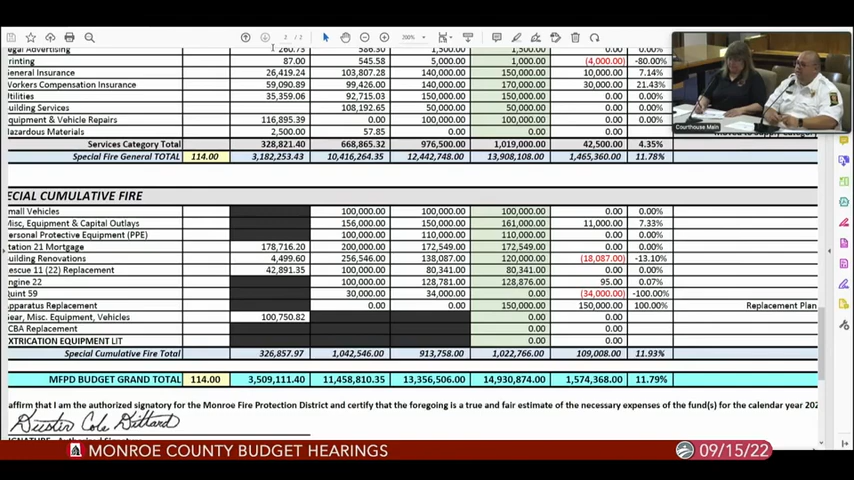 2 / 2 200%
egal Advertising 260.73 586.30 1,500.00 1,500.00 0.00 0.00%
rinting 87.00 545.58 5,000.00 1,000.00 (4,000.00) -80.00%
General Insurance 26,419.24 103,807.28 140,000.00 150,000.00 10,000.00 7.14%
Workers Compensation Insurance 59,090.89 99,426.00 140,000.00 170,000.00 30,000.00 21.43%
Utilities 35,359.06 92,715.03 150,000.00 150,000.00 0.00 0.00%
uilding Services 108,192.65 50,000.00 50,000.00 0.00 0.00%
quipment & Vehicle Repairs 116,895.39 0.00 100,000.00 100,000.00 0.00 0.00%
azardous Materials 2,500.00 57.85 0.00 0.00 0.00 0.00%
Services Category Total 328,821.40 668,865.32 976,500.00 1,019,000.00 42,500.00 4.35%
Special Fire General TOTAL 114.00 3,182,253.43 10,416,264.35 12,442,748.00 13,908,108.00 1,465,360.00 11.78%
Courthouse Main
ECIAL CUMULATIVE FIRE
mall Vehicles 100,000.00 100,000.00 100,000.00 0.00 0.00%
Misc, Equipment & Capital Outlays 156,000.00 150,000.00 161,000.00 11,000.00 7.33%
ersonal Protective Equipment (PPE) 100,000.00 110,000.00 110,000.00 0.00 0.00%
tation 21 Mortgage 178,716.20 200,000.00 172,549.00 172,549.00 0.00 0.00%
Building Renovations 4,499.60 256,546.00 138,087.00 120,000.00 (18,087.00) -13.10%
Rescue 11 (22) Replacement 42,891.35 100,000.00 80,341.00 80,341.00 0.00 0.00%
ngine 22 100,000.00 128,781.00 128,876.00 95.00 0.07%
Quint 59 30,000.00 34,000.00 (34,000.00) -100.00%
pparatus Replacement 0.00 0.00 150,000.00 150,000.00 100.00% Replacement Plan
ear, Misc. Equipment, Vehicles 100,750.82 0.00 0.00
CBA Replacement 0.00 0.00
XTRICATION EQUIPMENT LIT 0.00 0.00
Special Cumulative Fire Total 326,857.97 1,042,546.00 913,758.00 1,022,766.00 109,008.00 11.93%
MFPD BUDGET GRAND TOTAL 114.00 3,509,111.40 11,458,810.35 13,356,506.00 14,930,874.00 1,574,368.00 11.79%
affirm that I am the authorized signatory for the Monroe Fire Protection District and certify that the foregoing is a true and fair estimate of the necessary expenses of the fund(s) for the calendar year 202
MONROE COUNTY BUDGET HEARINGS 09/15/22